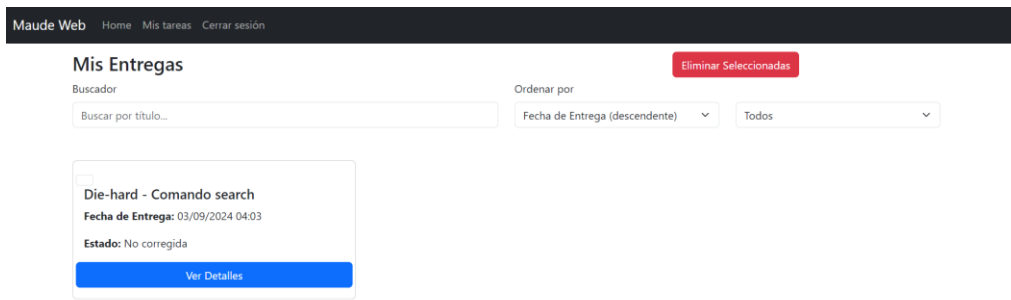 Maude Web Home Mis tareas Cerrar sesión
Mis Entregas Eliminar Seleccionadas
Buscador Ordenar por
Buscar por título... Fecha de Entrega (descendente) Todos
Die-hard - Comando search
Fecha de Entrega: 03/09/2024 04:03
Estado: No corregida
Ver Detalles